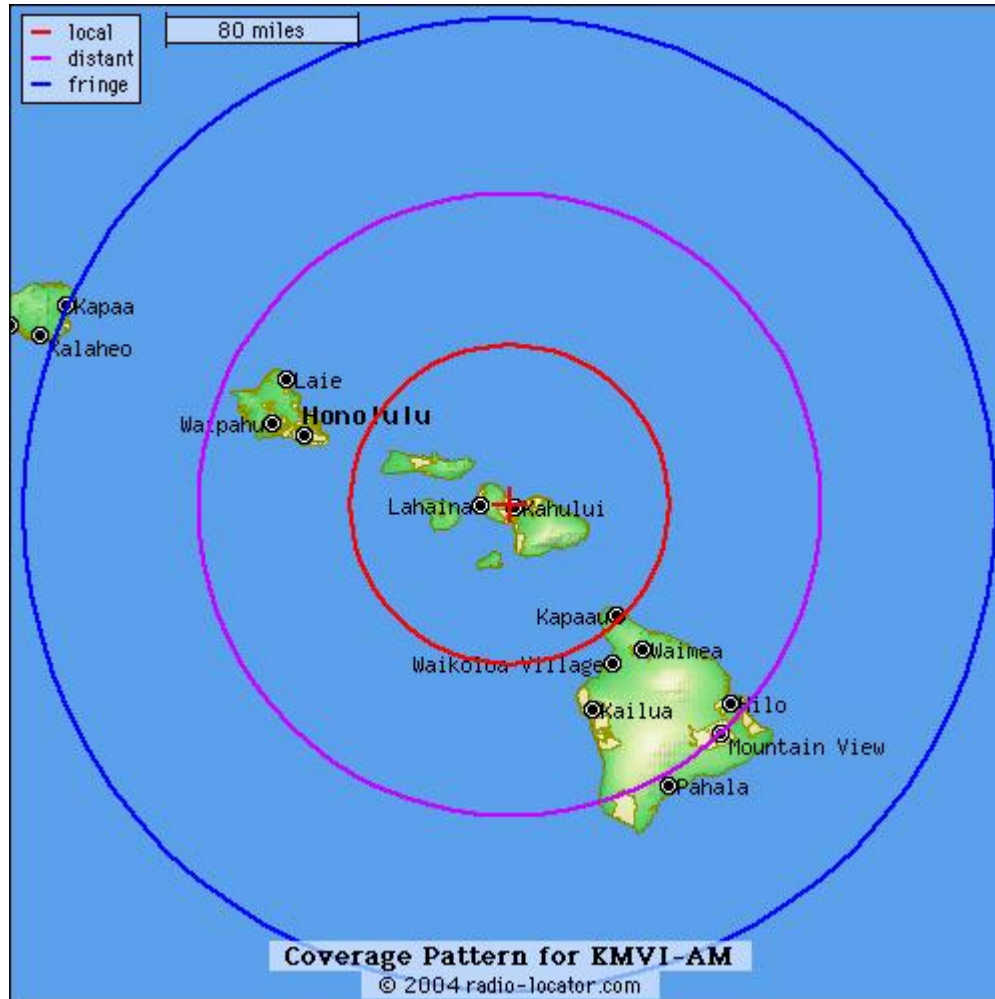 local
80 miles
distant
fringe
Kapaa
Kalaheo
Laie
Honolulu
Waipahu
Lahaina
Kahului
Kapaau
Waimea
Waikoloa Village
Kailua
Hilo
Mountain View
Pahala
Coverage Pattern for KMVI-AM
© 2004 radio-locator.com